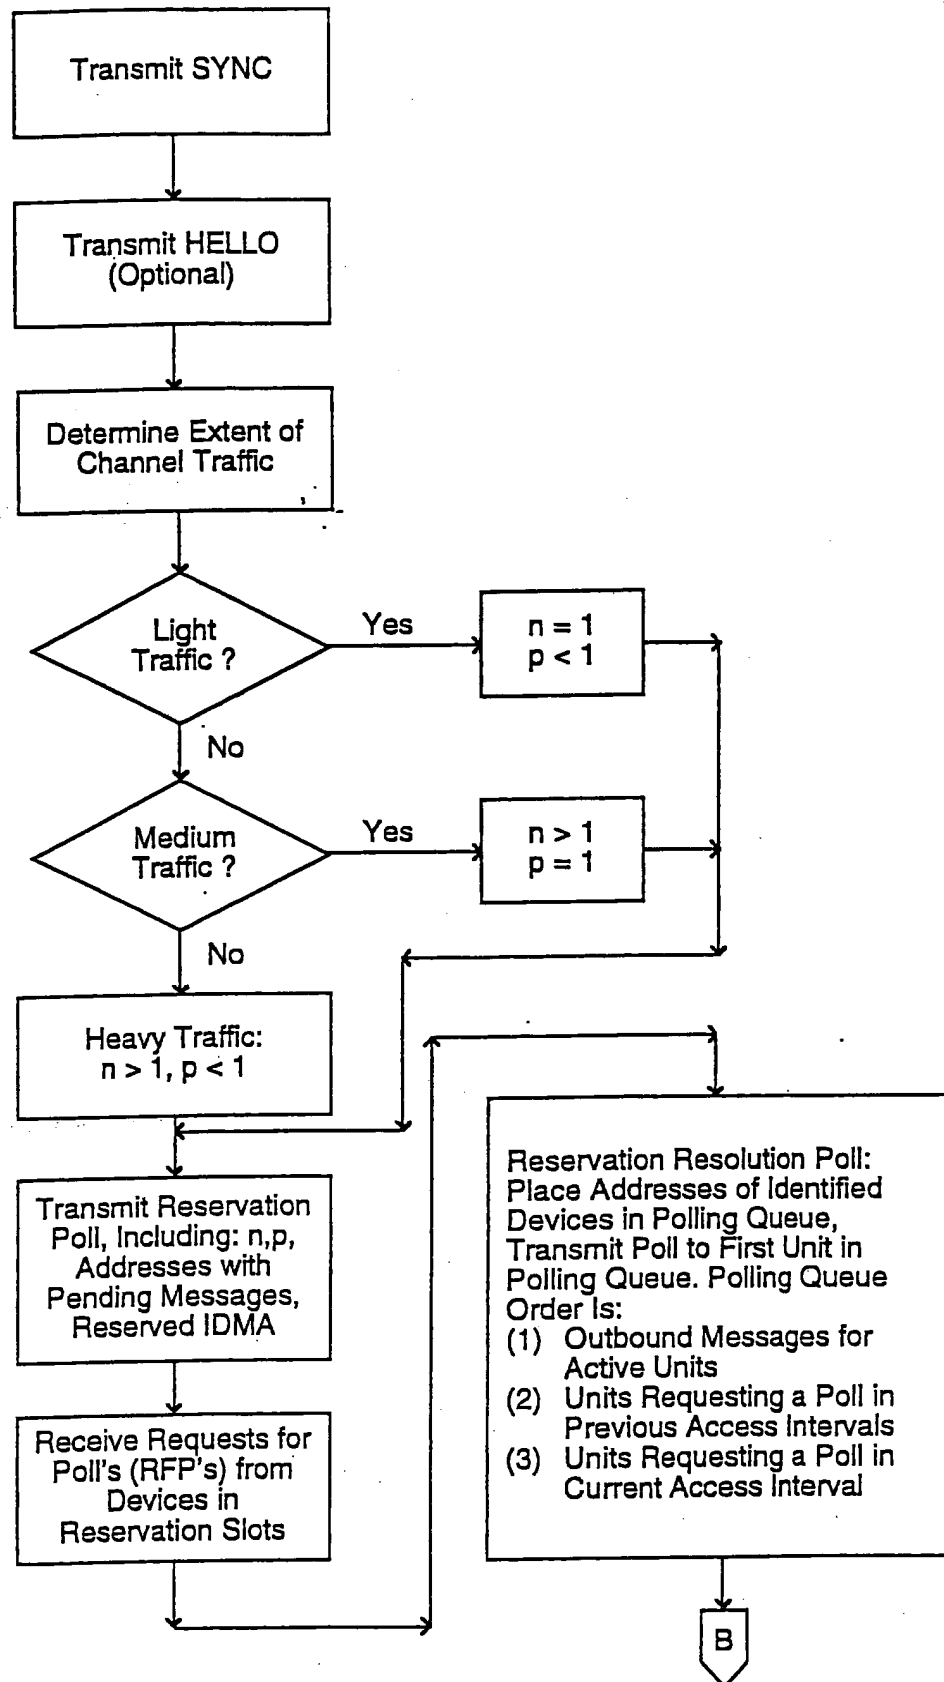 Transmit SYNC
Transmit HELLO
(Optional)
Determine Extent of
Channel Traffic
Light
Traffic ?
Yes
n = 1
p < 1
No
Medium
Traffic ?
Yes
n > 1
p = 1
No
Heavy Traffic:
n > 1, p < 1
Transmit Reservation
Poll, Including: n,p,
Addresses with
Pending Messages,
Reserved IDMA
Receive Requests for
Poll's (RFP's) from
Devices in
Reservation Slots
Reservation Resolution Poll:
Place Addresses of Identified
Devices in Polling Queue,
Transmit Poll to First Unit in
Polling Queue. Polling Queue
Order Is:
(1) Outbound Messages for
Active Units
(2) Units Requesting a Poll in
Previous Access Intervals
(3) Units Requesting a Poll in
Current Access Interval
B